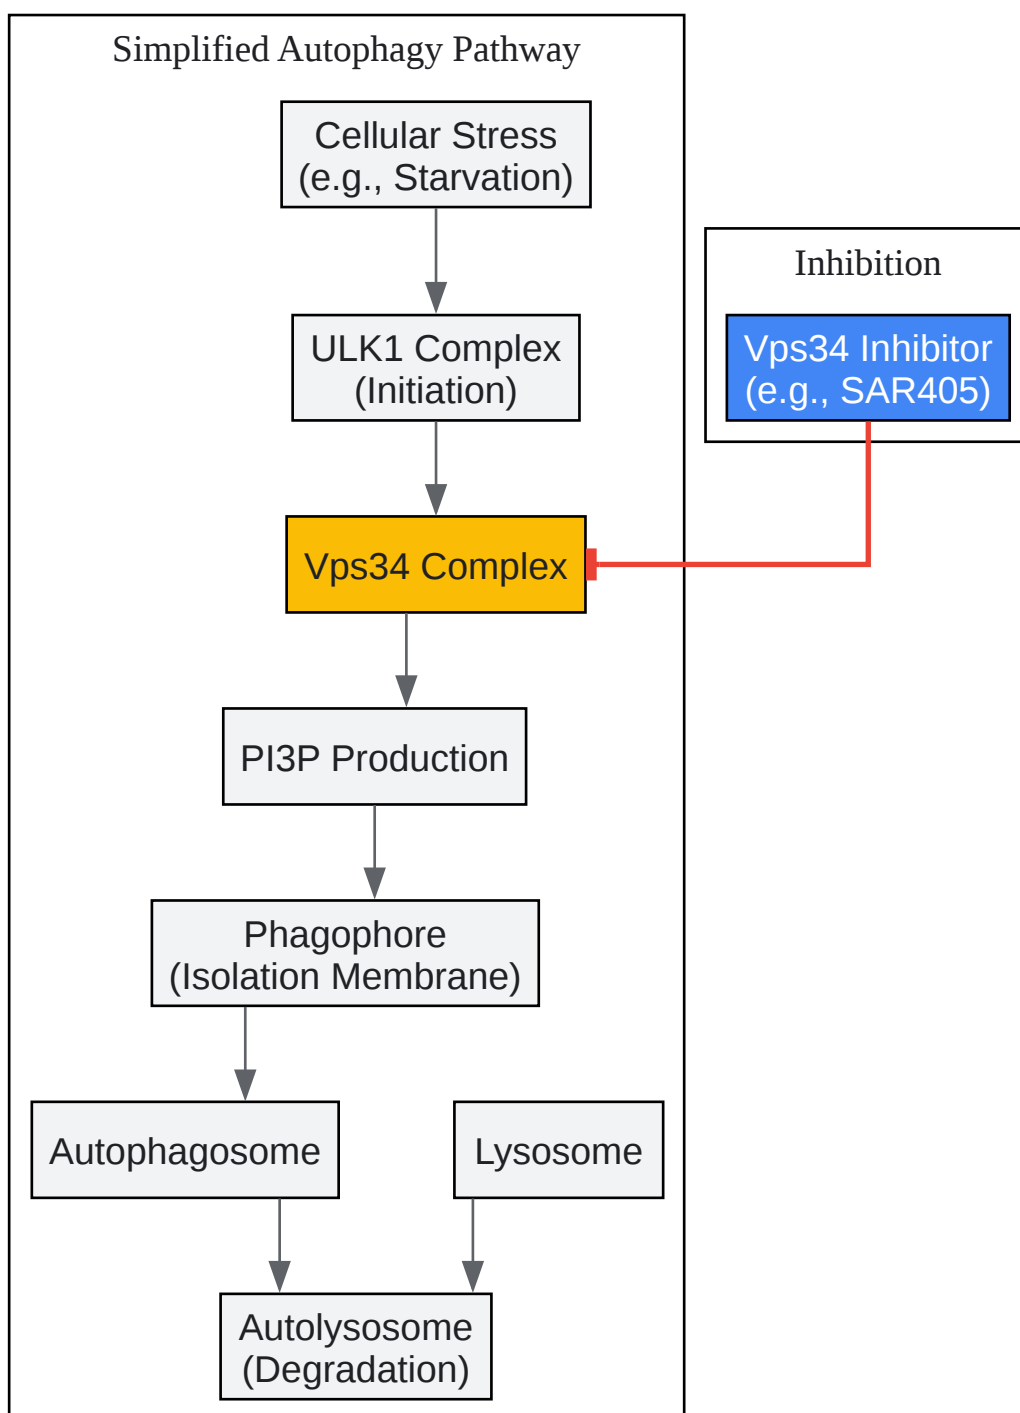 Simplified Autophagy Pathway
Cellular Stress
(e.g., Starvation)
Inhibition
ULK1 Complex
(Initiation)
Vps34 Inhibitor
(e.g., SAR405)
Vps34 Complex
PI3P Production
Phagophore
(Isolation Membrane)
Autophagosome
Lysosome
Autolysosome
(Degradation)